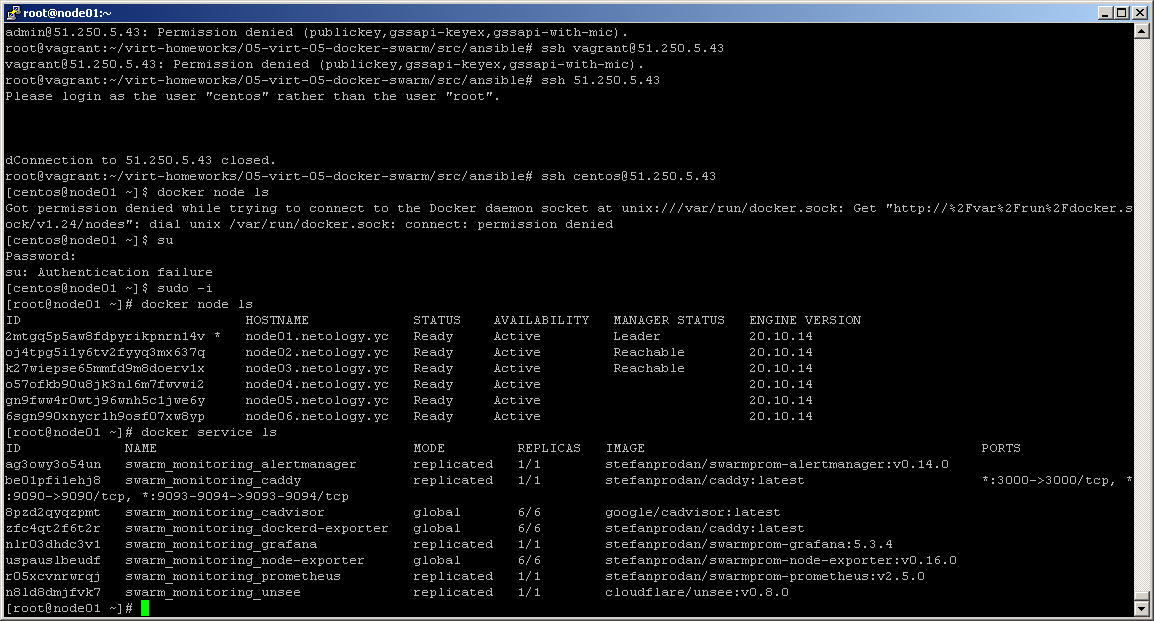 root@node01:~
admin@51.250.5.43: Permission denied (publickey,gssapi-keyex,gssapi-with-mic).
root@vagrant:~/virt-homeworks/05-virt-05-docker-swarm/src/ansible# ssh vagrant@51.250.5.43
vagrant@51.250.5.43: Permission denied (publickey,gssapi-keyex,gssapi-with-mic).
root@vagrant:~/virt-homeworks/05-virt-05-docker-swarm/src/ansible# ssh 51.250.5.43
Please login as the user "centos" rather than the user "root".
dConnection to 51.250.5.43 closed.
root@vagrant:~/virt-homeworks/05-virt-05-docker-swarm/src/ansible# ssh centos@51.250.5.43
[centos@node01 ~]$ docker node ls
Got permission denied while trying to connect to the Docker daemon socket at unix:///var/run/docker.sock: Get "http://%2Fvar%2Frun%2Fdocker.s
ock/v1.24/nodes": dial unix /var/run/docker.sock: connect: permission denied
[centos@node01 ~]$ su
Password:
su: Authentication failure
[centos@node01 ~]$ sudo -i
[root@node01 ~]# docker node ls
ID HOSTNAME STATUS AVAILABILITY MANAGER STATUS ENGINE VERSION
2mtgq5p5aw8fdpyrikpnrn14v * node01.netology.yc Ready Active Leader 20.10.14
oj4tpg5i1y6tv2fyyq3mx637q node02.netology.yc Ready Active Reachable 20.10.14
k27wiepse65mmfd9m8doerv1x node03.netology.yc Ready Active Reachable 20.10.14
o57ofkb90u8jk3nl6m7fwvwi2 node04.netology.yc Ready Active 20.10.14
gn9fww4r0wtj96wnh5c1jwe6y node05.netology.yc Ready Active 20.10.14
6sgn990xnycr1h9osf07xw8yp node06.netology.yc Ready Active 20.10.14
[root@node01 ~]# docker service ls
ID NAME MODE REPLICAS IMAGE PORTS
ag3owy3o54un swarm_monitoring_alertmanager replicated 1/1 stefanprodan/swarmprom-alertmanager:v0.14.0
be01pfi1ehj8 swarm_monitoring_caddy replicated 1/1 stefanprodan/caddy:latest *:3000->3000/tcp, *
:9090->9090/tcp, *:9093-9094->9093-9094/tcp
8pzd2qyqzpmt swarm_monitoring_cadvisor global 6/6 google/cadvisor:latest
zfc4qt2f6t2r swarm_monitoring_dockerd-exporter global 6/6 stefanprodan/caddy:latest
nlr03dhdc3v1 swarm_monitoring_grafana replicated 1/1 stefanprodan/swarmprom-grafana:5.3.4
uspauslbeudf swarm_monitoring_node-exporter global 6/6 stefanprodan/swarmprom-node-exporter:v0.16.0
r05xcvnrwrqj swarm_monitoring_prometheus replicated 1/1 stefanprodan/swarmprom-prometheus:v2.5.0
n8ld8dmjfvk7 swarm_monitoring_unsee replicated 1/1 cloudflare/unsee:v0.8.0
[root@node01 ~]#